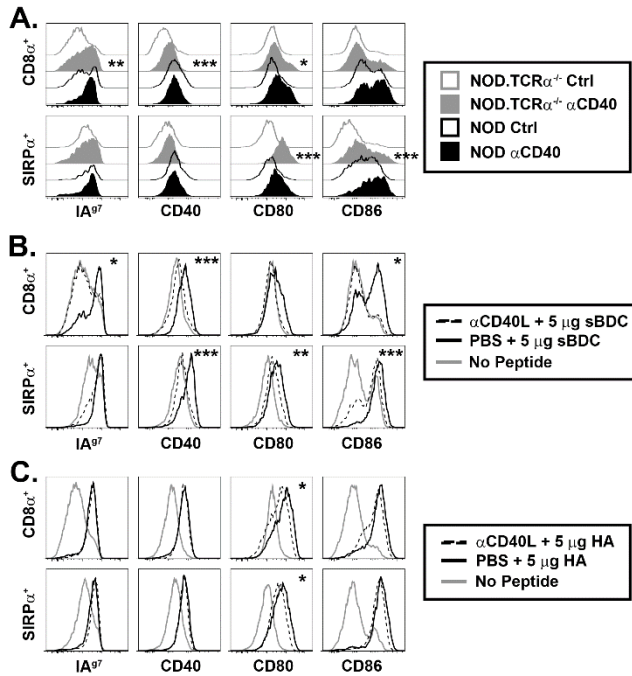 A.
CD8α⁺
** *** *
SIRPα⁺
*** ***
IAᵍ⁷ CD40 CD80 CD86
NOD.TCRα⁻/⁻ Ctrl
NOD.TCRα⁻/⁻ αCD40
NOD Ctrl
NOD αCD40
B.
CD8α⁺
* *** *
SIRPα⁺
*** ** ***
IAᵍ⁷ CD40 CD80 CD86
αCD40L + 5 μg sBDC
PBS + 5 μg sBDC
No Peptide
C.
CD8α⁺
*
SIRPα⁺
*
IAᵍ⁷ CD40 CD80 CD86
αCD40L + 5 μg HA
PBS + 5 μg HA
No Peptide